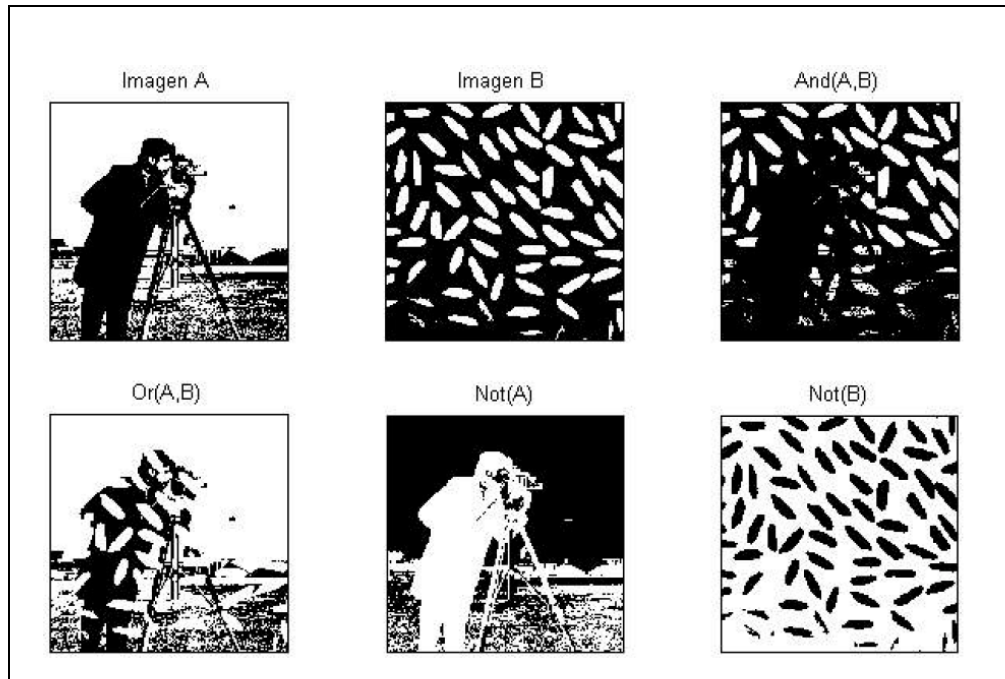 Imagen A
Imagen B
And(A,B)
Or(A,B)
Not(A)
Not(B)